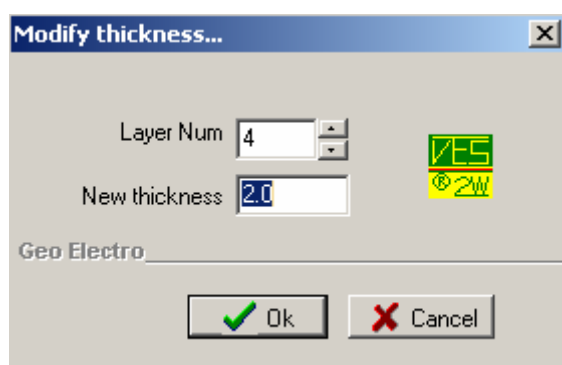 Modify thickness...
Layer Num 4
VES
New thickness 2.0
®2W
Geo Electro
Ok Cancel